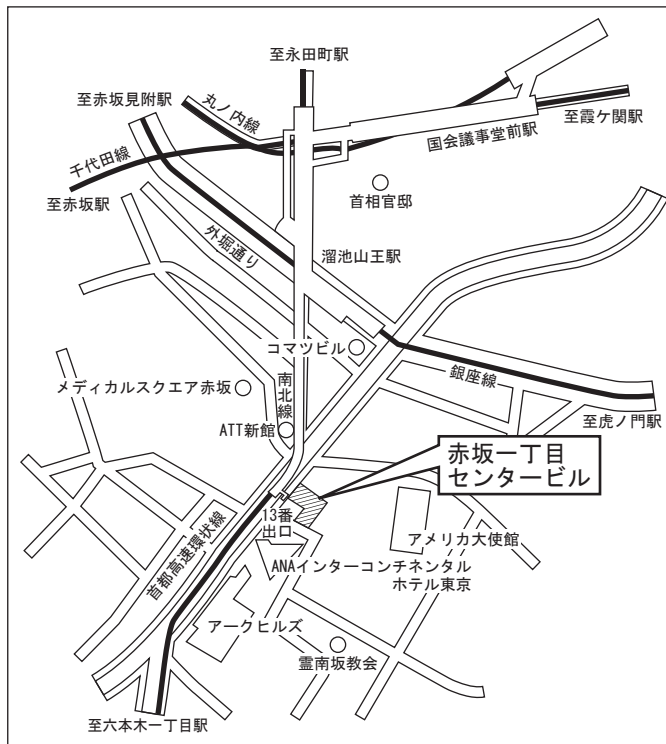 至永田町駅
至赤坂見附駅
丸ノ内線
至霞ケ関駅
国会議事堂前駅
千代田線
至赤坂駅
首相官邸
外堀通り
溜池山王駅
コマツビル
銀座線
メディカルスクエア赤坂
南北線
至虎ノ門駅
ATT新館
赤坂一丁目
センタービル
13番
出口
アメリカ大使館
首都高速環状線
ANAインターコンチネンタル
ホテル東京
アークヒルズ
霊南坂教会
至六本木一丁目駅